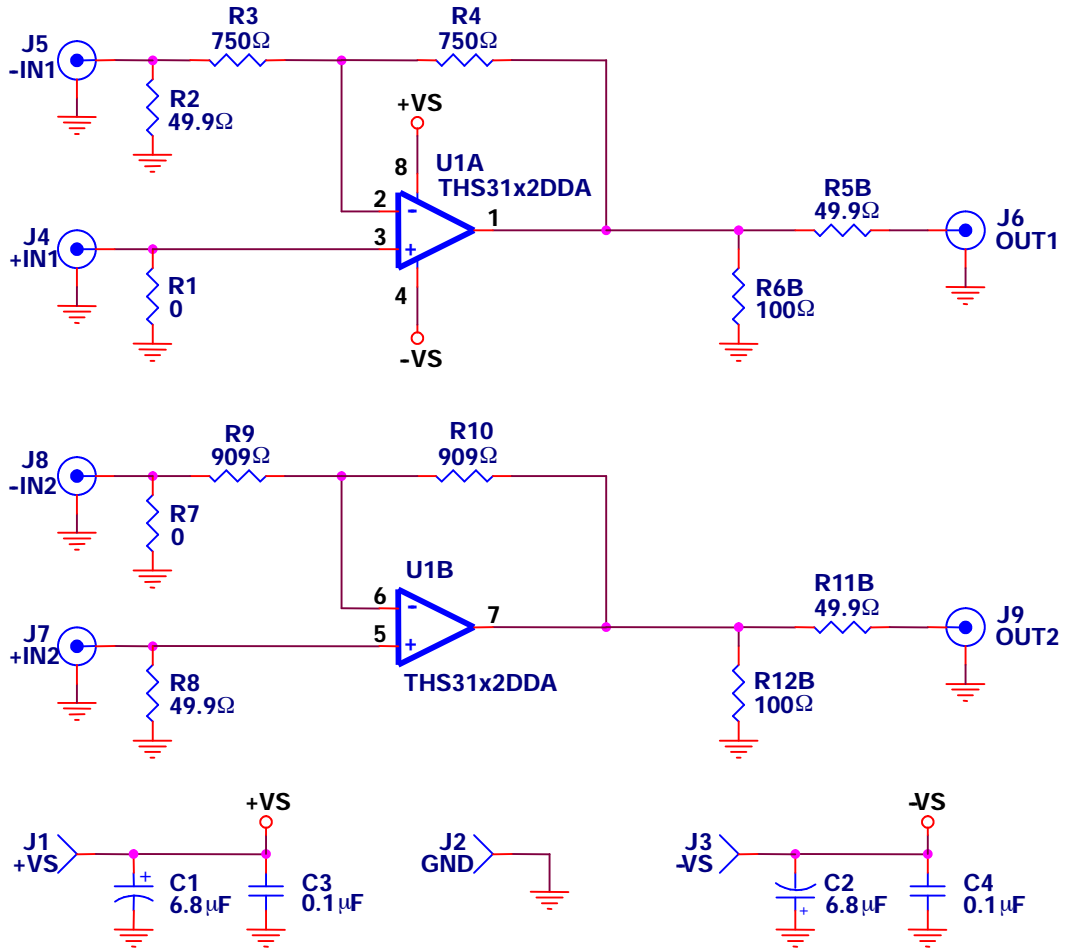 R3
750Ω
R4
750Ω
J5
-IN1
R2
49.9Ω
+VS
8
U1A
THS31x2DDA
2
-
1
3
+
4
-VS
J4
+IN1
R1
0
R5B
49.9Ω
J6
OUT1
R6B
100Ω
R9
909Ω
R10
909Ω
J8
-IN2
R7
0
U1B
6
-
7
5
+
THS31x2DDA
J7
+IN2
R8
49.9Ω
R11B
49.9Ω
J9
OUT2
R12B
100Ω
+VS
J1
+VS
+
C1
6.8μF
C3
0.1μF
J2
GND
-VS
J3
-VS
C2
6.8μF
+
C4
0.1μF